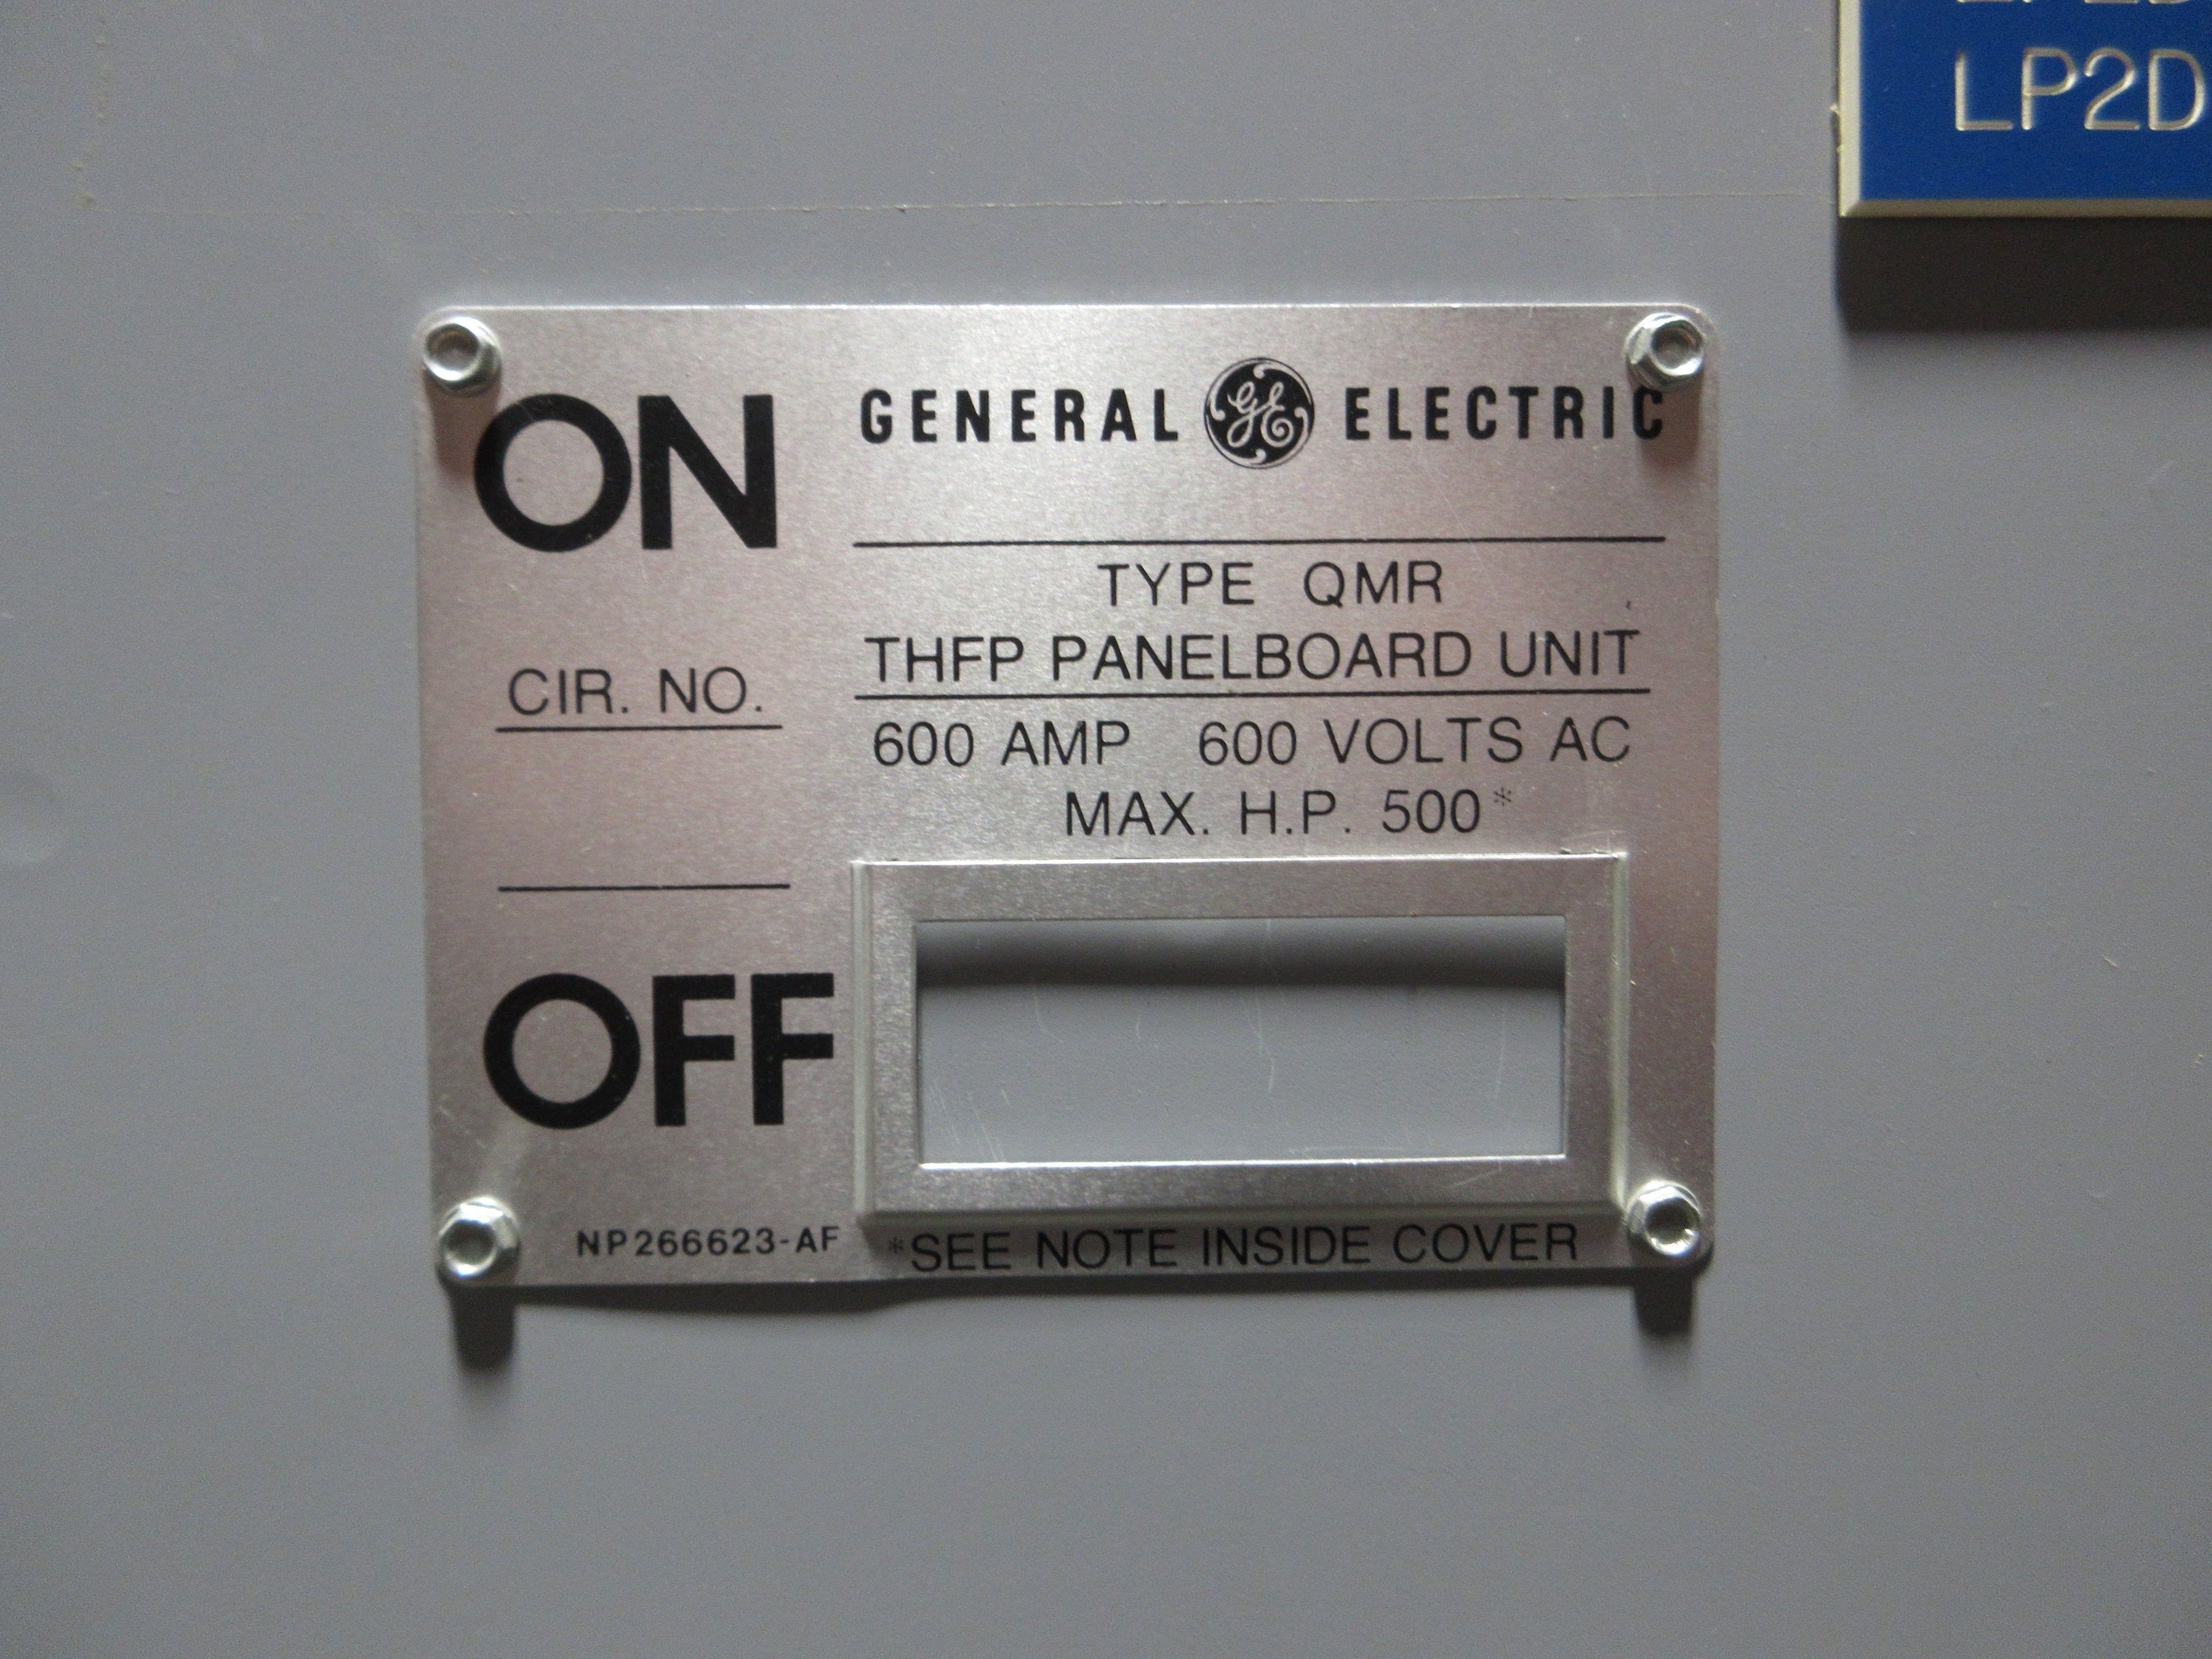 LP2D
ON
GENERAL GE ELECTRIC
TYPE QMR
THFP PANELBOARD UNIT
CIR. NO.
600 AMP 600 VOLTS AC
MAX. H.P. 500*
OFF
NP266623-AF
*SEE NOTE INSIDE COVER